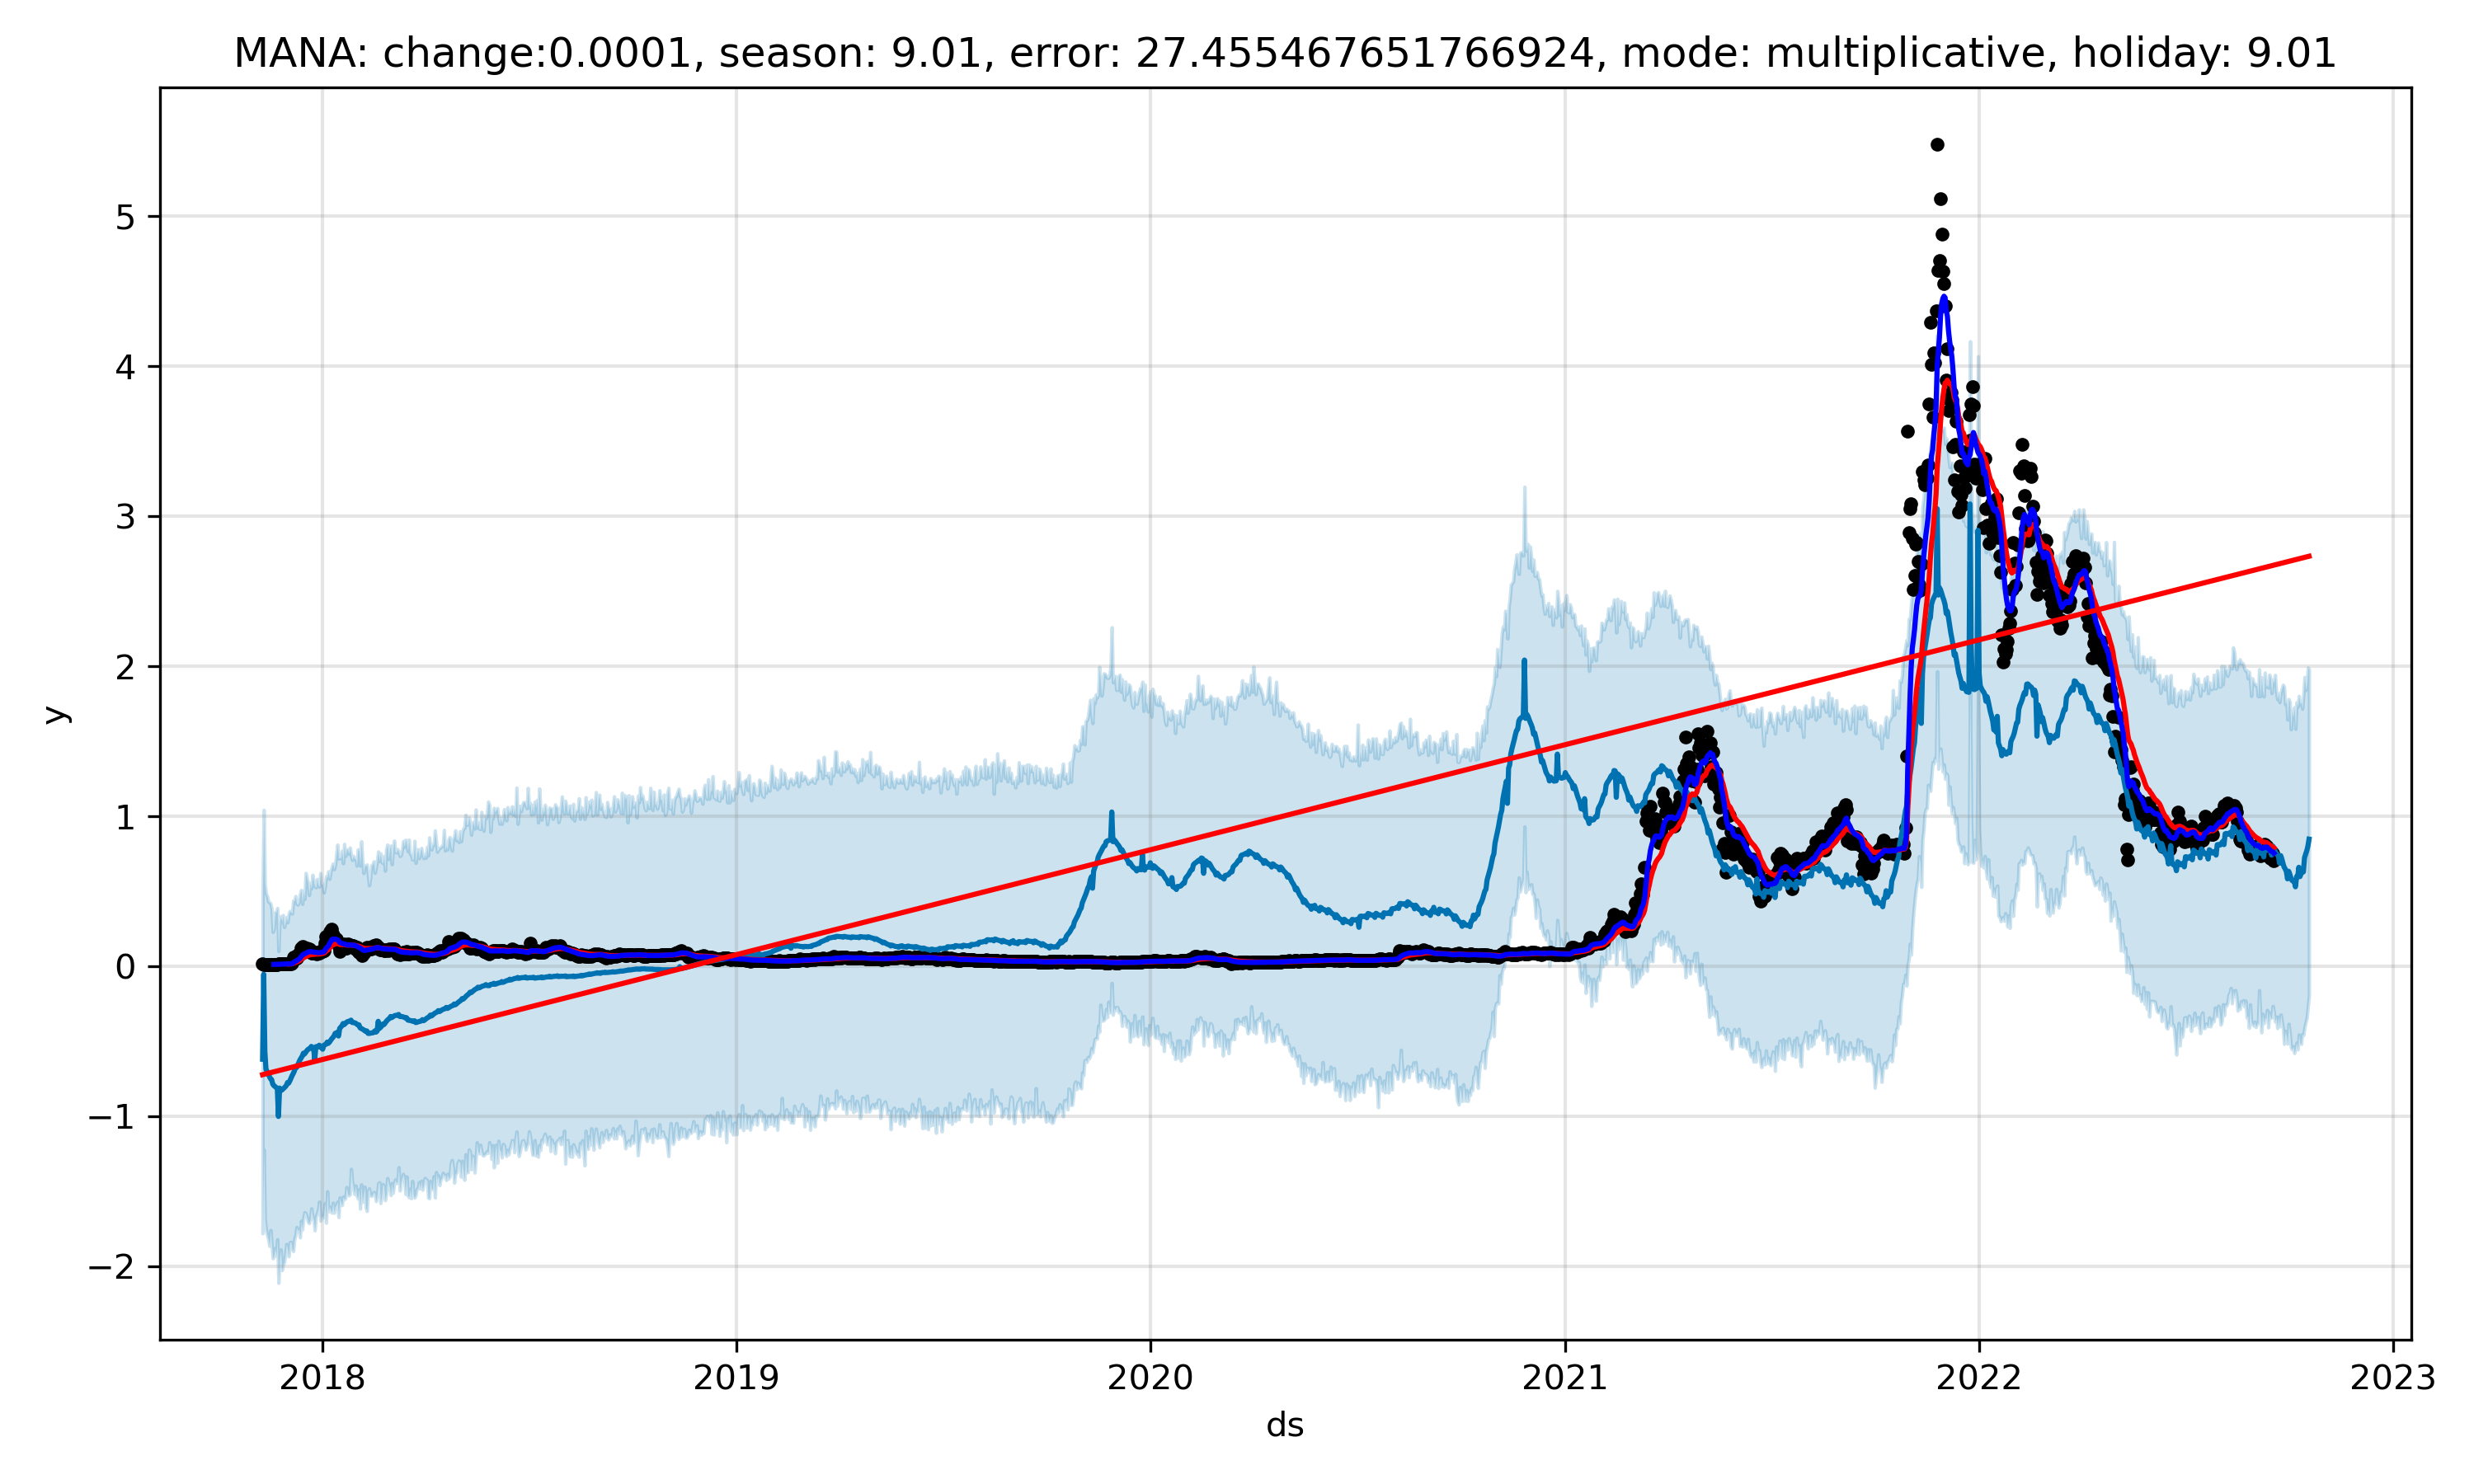 MANA: change:0.0001, season: 9.01, error: 27.455467651766924, mode: multiplicative, holiday: 9.01
y
5
4
3
2
1
0
−1
−2
2018 2019 2020 2021 2022 2023
ds